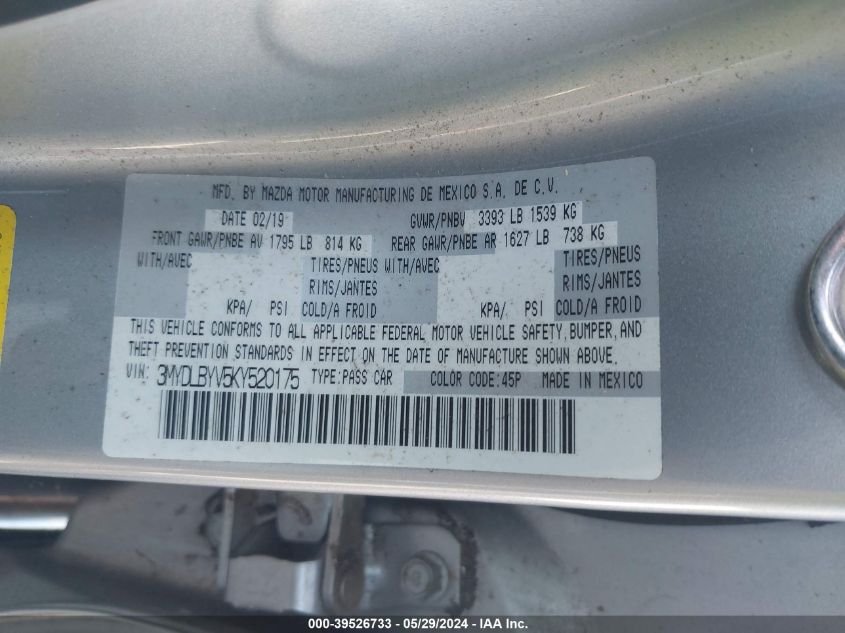 MFD. BY MAZDA MOTOR MANUFACTURING DE MEXICO S.A. DE C.V.
DATE 02/19 GVWR/PNBV 3393 LB 1539 KG
FRONT GAWR/PNBE AV 1795 LB 814 KG REAR GAWR/PNBE AR 1627 LB 738 KG
WITH/AVEC TIRES/PNEUS WITH/AVEC TIRES/PNEUS
RIMS/JANTES RIMS/JANTES
KPA/ PSI COLD/A FROID KPA/ PSI COLD/A FROID
THIS VEHICLE CONFORMS TO ALL APPLICABLE FEDERAL MOTOR VEHICLE SAFETY, BUMPER, AND
THEFT PREVENTION STANDARDS IN EFFECT ON THE DATE OF MANUFACTURE SHOWN ABOVE.
VIN: 3MYDLBYV5KY520175 TYPE:PASS CAR COLOR CODE:45P MADE IN MEXICO
000-39526733 - 05/29/2024 - IAA Inc.